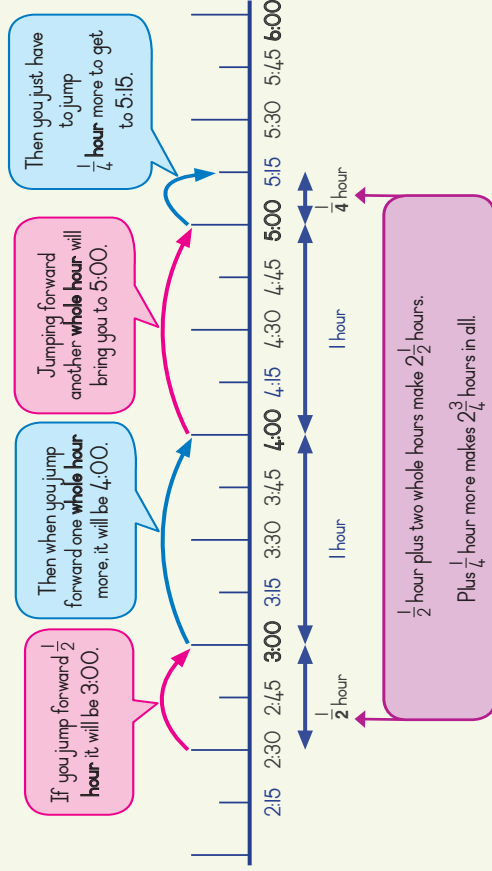 If you jump forward 1/2
hour it will be 3:00.
Then when you jump
forward one whole hour
more, it will be 4:00.
Jumping forward
another whole hour will
bring you to 5:00.
Then you just have
to jump
1/4 hour more to get
to 5:15.
2:15 2:30 2:45 3:00 3:15 3:30 3:45 4:00 4:15 4:30 4:45 5:00 5:15 5:30 5:45 6:00
1/2 hour 1 hour 1 hour 1/4 hour
1/2 hour plus two whole hours make 2 1/2 hours.
Plus 1/4 hour more makes 2 3/4 hours in all.